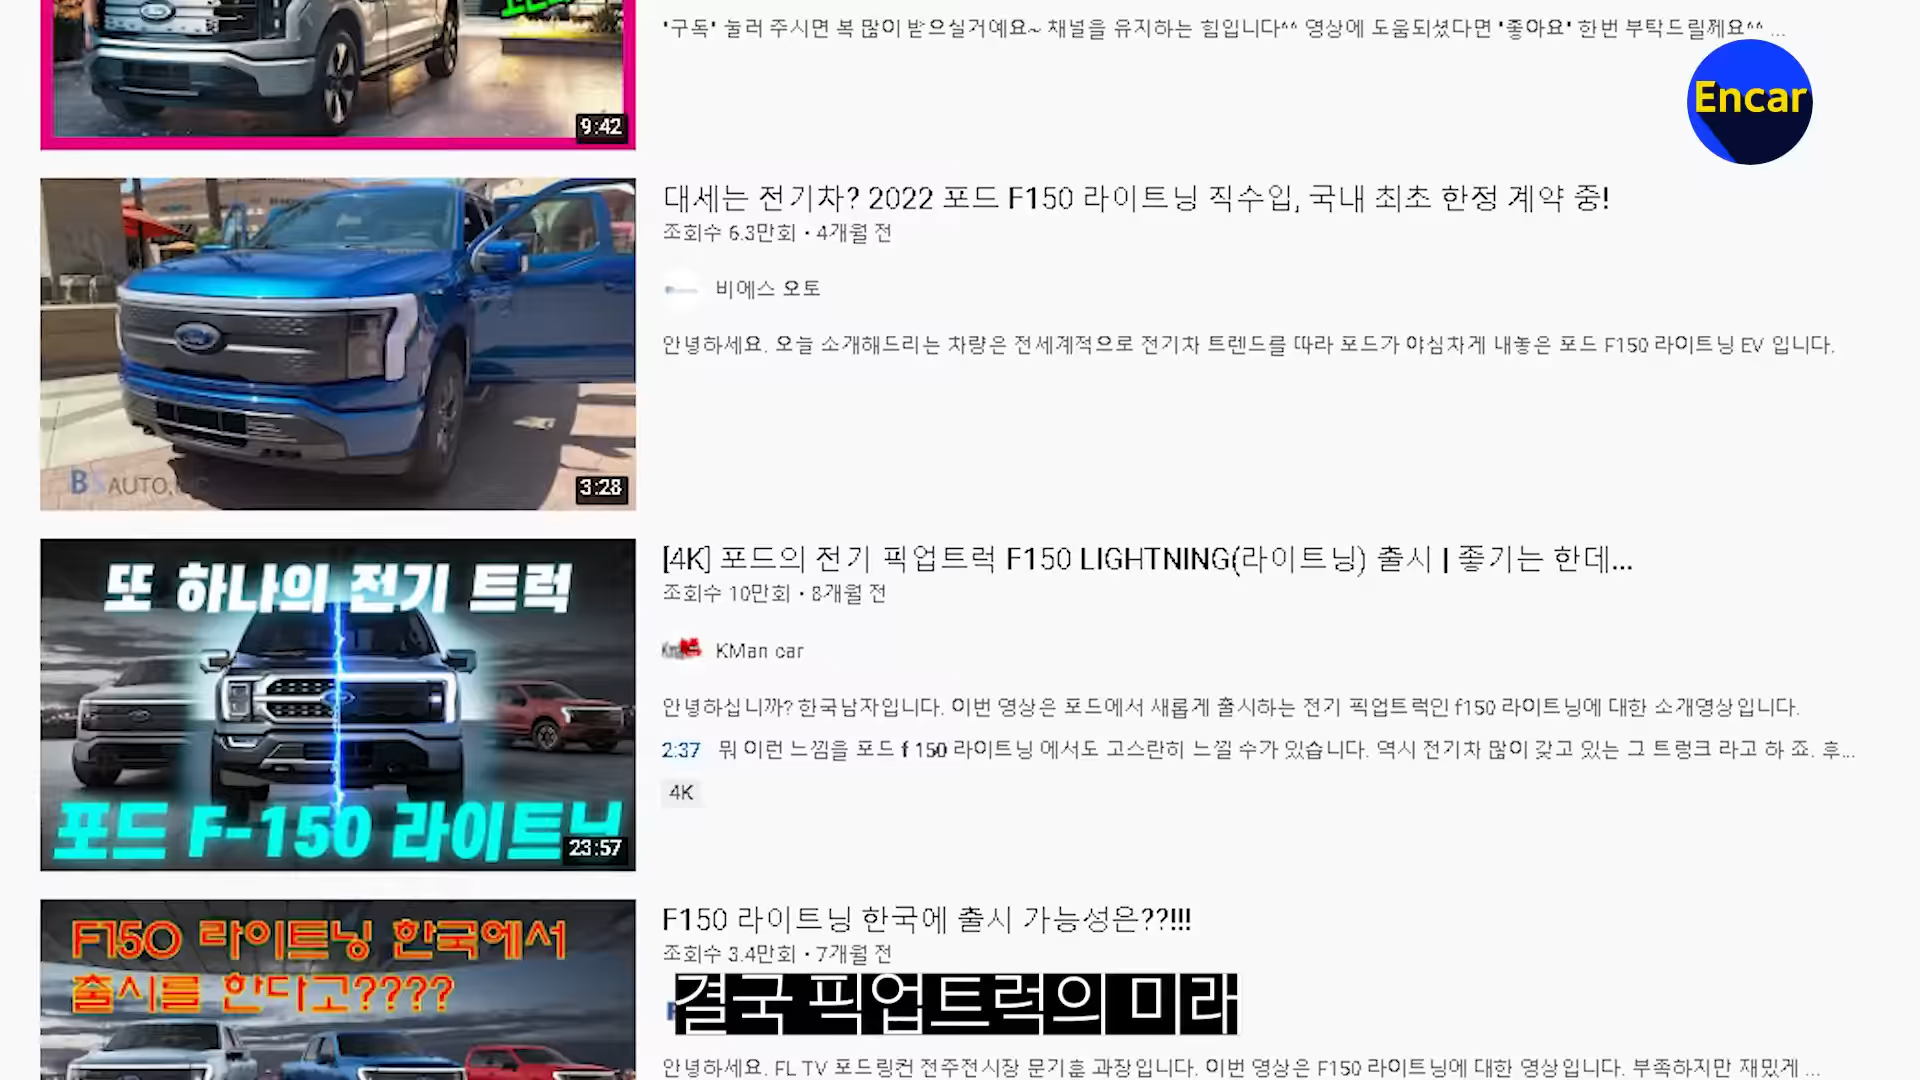 '구독' 눌러 주시면 복 많이 받으실거예요~ 채널을 유지하는 힘입니다^^ 영상에 도움되셨다면 '좋아요' 한번 부탁드릴께요^^ ...
Encar
9:42
대세는 전기차? 2022 포드 F150 라이트닝 직수입, 국내 최초 한정 계약 중!
조회수 6.3만회 • 4개월 전
비에스 오토
안녕하세요. 오늘 소개해드리는 차량은 전세계적으로 전기차 트렌드를 따라 포드가 야심차게 내놓은 포드 F150 라이트닝 EV 입니다.
BSAUTO,INC
3:28
또 하나의 전기 트럭
포드 F-150 라이트닝
23:57
[4K] 포드의 전기 픽업트럭 F150 LIGHTNING(라이트닝) 출시 | 좋기는 한데...
조회수 10만회 • 8개월 전
KMan car
안녕하십니까? 한국남자입니다. 이번 영상은 포드에서 새롭게 출시하는 전기 픽업트럭인 f150 라이트닝에 대한 소개영상입니다.
2:37 뭐 이런 느낌을 포드 f 150 라이트닝 에서도 고스란히 느낄 수가 있습니다. 역시 전기차 많이 갖고 있는 그 트렁크 라고 하 죠. 후...
4K
F150 라이트닝 한국에서
출시를 한다고????
F150 라이트닝 한국에 출시 가능성은??!!!
조회수 3.4만회 • 7개월 전
결국 픽업트럭의 미래
안녕하세요. FL TV 포드링컨 전주전시장 문기훈 과장입니다. 이번 영상은 F150 라이트닝에 대한 영상입니다. 부족하지만 재밌게 ...